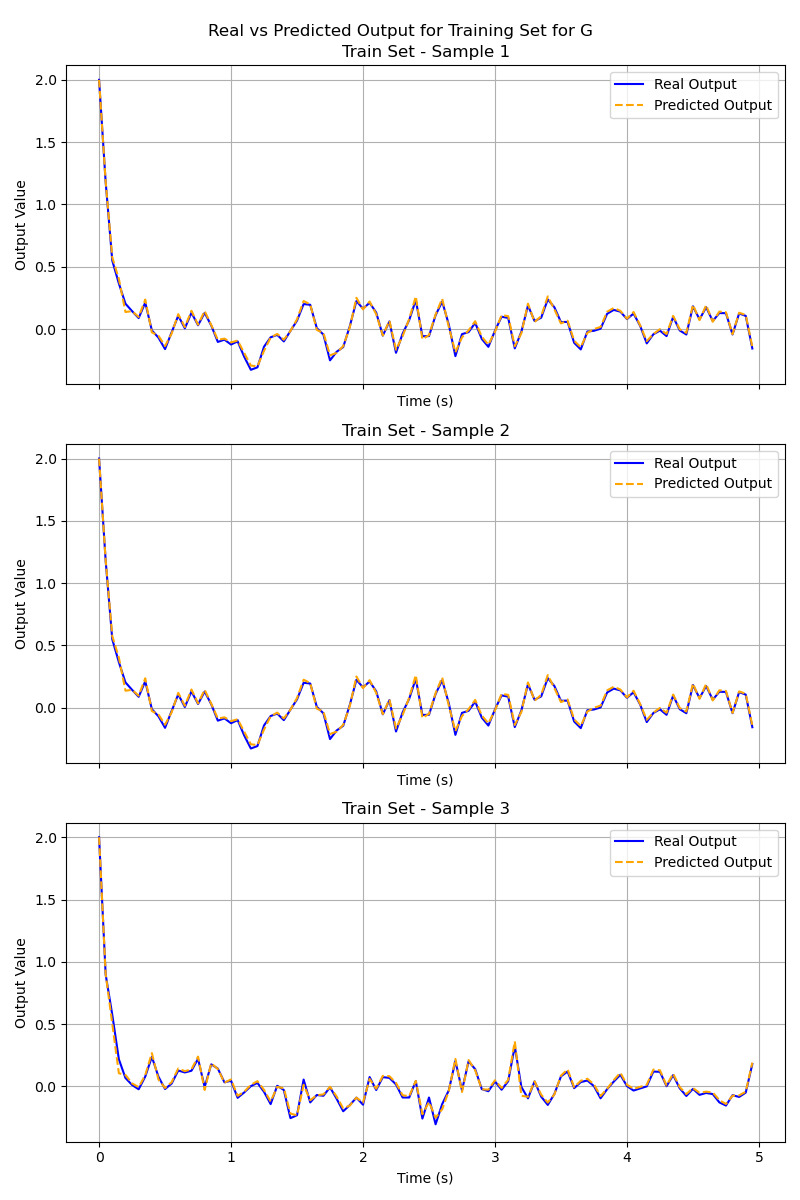 Real vs Predicted Output for Training Set for G
Train Set - Sample 1
Real Output
Predicted Output
2.0
1.5
1.0
0.5
0.0
Output Value
Time (s)
Train Set - Sample 2
Real Output
Predicted Output
2.0
1.5
1.0
0.5
0.0
Output Value
Time (s)
Train Set - Sample 3
Real Output
Predicted Output
2.0
1.5
1.0
0.5
0.0
Output Value
0 1 2 3 4 5
Time (s)